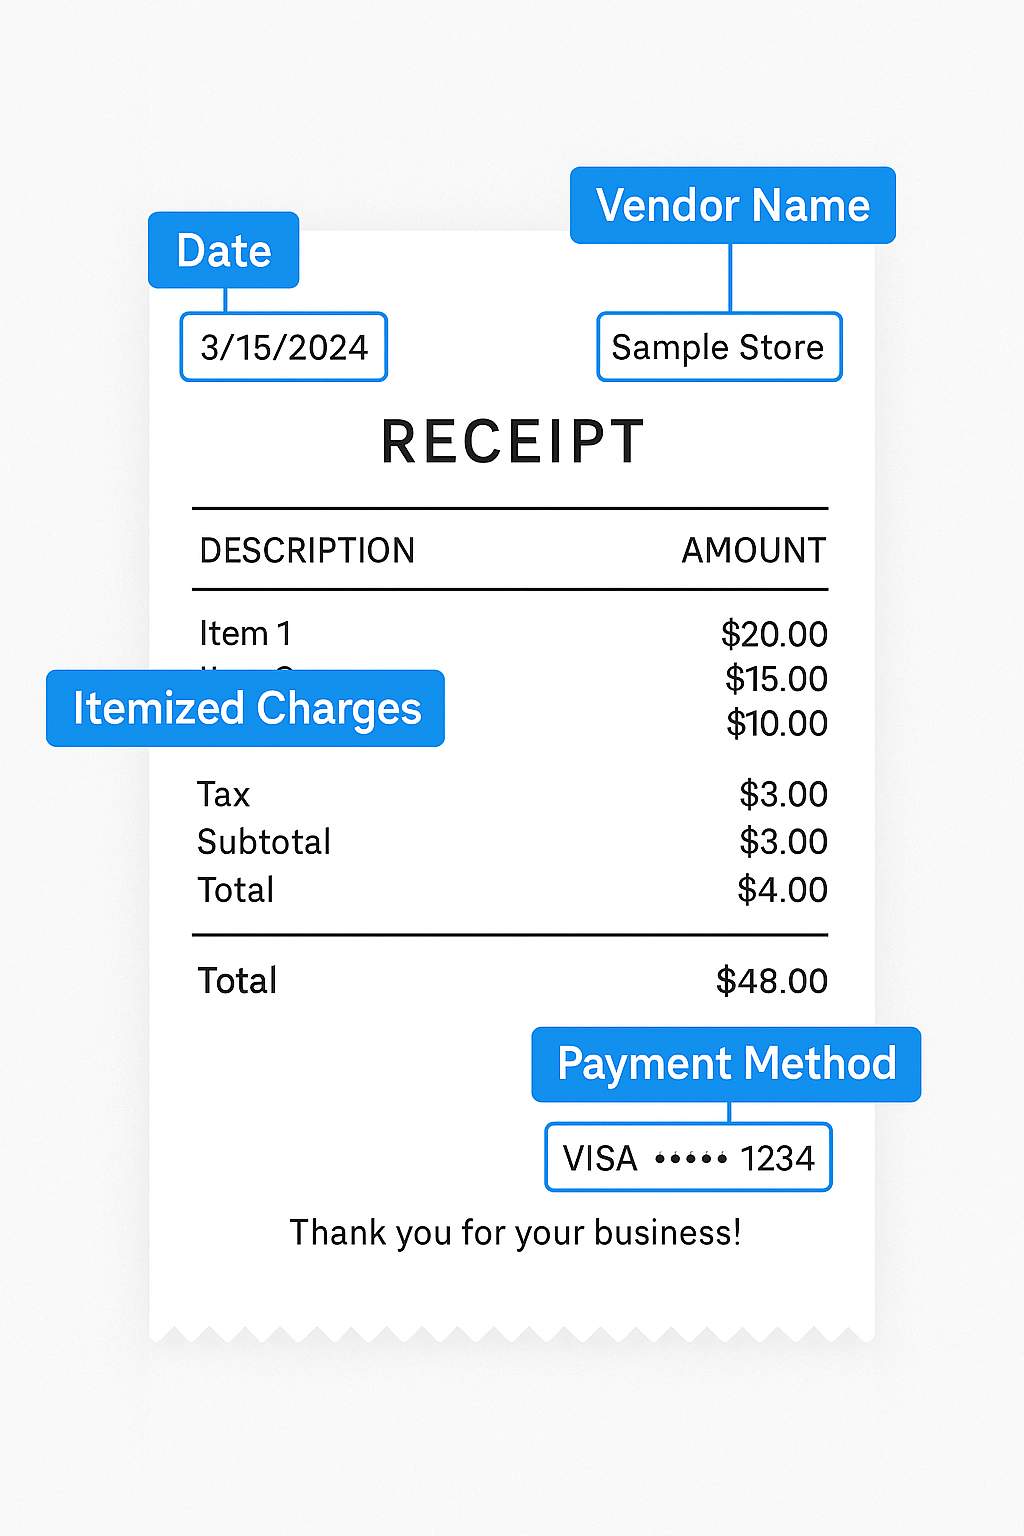 Vendor Name
Date
3/15/2024 Sample Store
RECEIPT
DESCRIPTION AMOUNT
Item 1 $20.00
$15.00
Itemized Charges $10.00
Tax $3.00
Subtotal $3.00
Total $4.00
Total $48.00
Payment Method
VISA ••••• 1234
Thank you for your business!